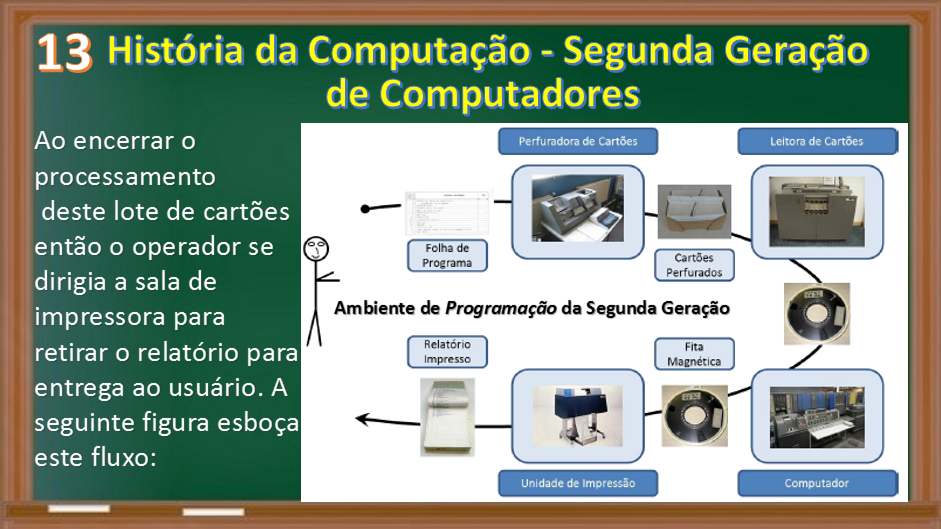 13 História da Computação - Segunda Geração
de Computadores
Ao encerrar o
processamento
deste lote de cartões
então o operador se
dirigia a sala de
impressora para
retirar o relatório para
entrega ao usuário. A
seguinte figura esboça
este fluxo:
Perfuradora de Cartões
Leitora de Cartões
Folha de
Programa
Cartões
Perfurados
Ambiente de Programação da Segunda Geração
Relatório
Impresso
Fita
Magnética
Unidade de Impressão
Computador